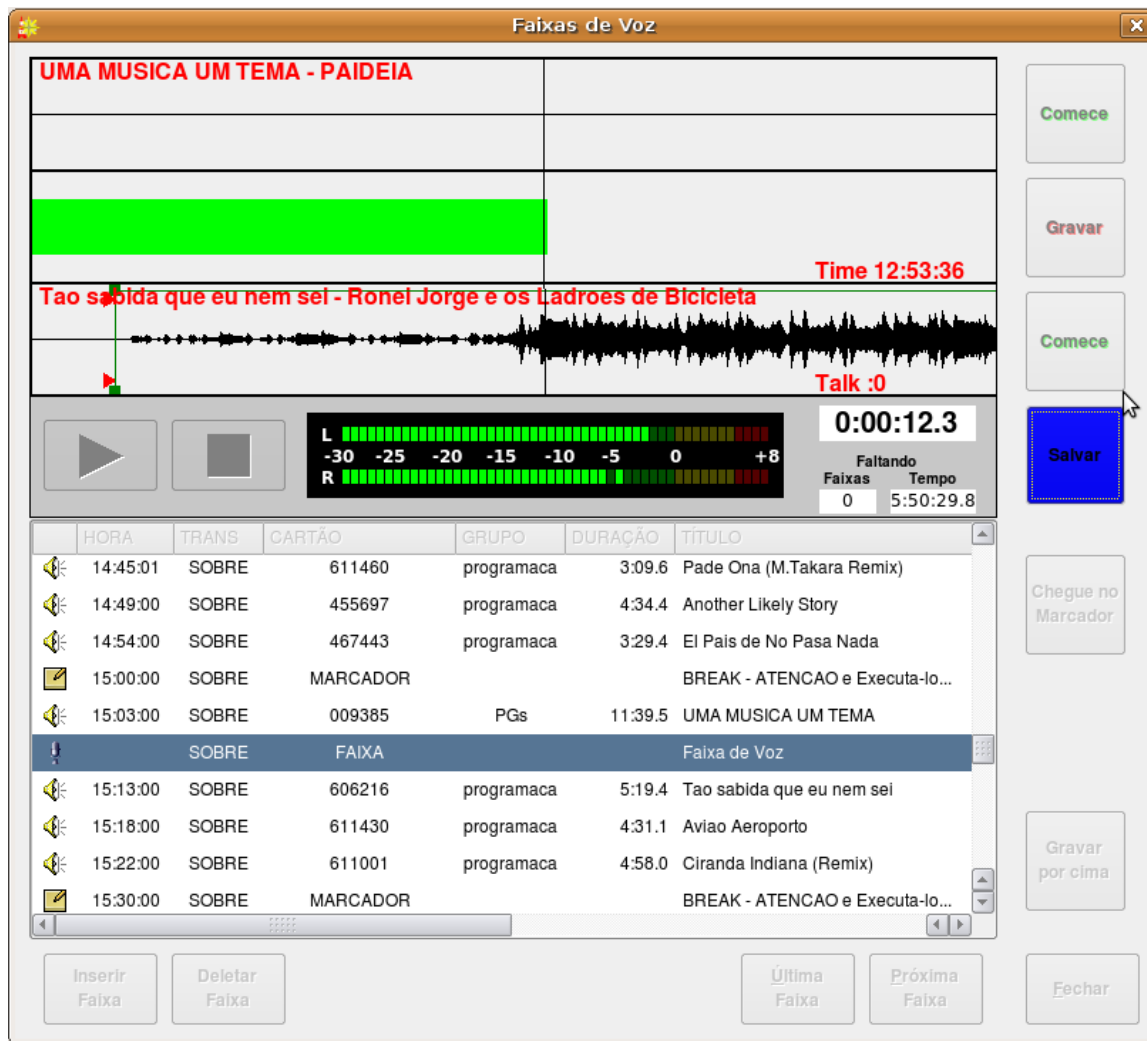 Faixas de Voz
UMA MUSICA UM TEMA - PAIDEIA
Time 12:53:36
Tao sabida que eu nem sei - Ronei Jorge e os Ladroes de Bicicleta
Talk :0
Comece
Gravar
Comece
Salvar
L
-30 -25 -20 -15 -10 -5 0 +8
R
0:00:12.3
Faltando
Faixas Tempo
0 5:50:29.8
HORA TRANS CARTÃO GRUPO DURAÇÃO TÍTULO
14:45:01 SOBRE 611460 programaca 3:09.6 Pade Ona (M.Takara Remix)
14:49:00 SOBRE 455697 programaca 4:34.4 Another Likely Story
14:54:00 SOBRE 467443 programaca 3:29.4 El Pais de No Pasa Nada
15:00:00 SOBRE MARCADOR BREAK - ATENCAO e Executa-lo...
15:03:00 SOBRE 009385 PGs 11:39.5 UMA MUSICA UM TEMA
SOBRE FAIXA Faixa de Voz
15:13:00 SOBRE 606216 programaca 5:19.4 Tao sabida que eu nem sei
15:18:00 SOBRE 611430 programaca 4:31.1 Aviao Aeroporto
15:22:00 SOBRE 611001 programaca 4:58.0 Ciranda Indiana (Remix)
15:30:00 SOBRE MARCADOR BREAK - ATENCAO e Executa-lo...
Chegue no
Marcador
Gravar
por cima
Inserir
Faixa
Deletar
Faixa
Última
Faixa
Próxima
Faixa
Fechar